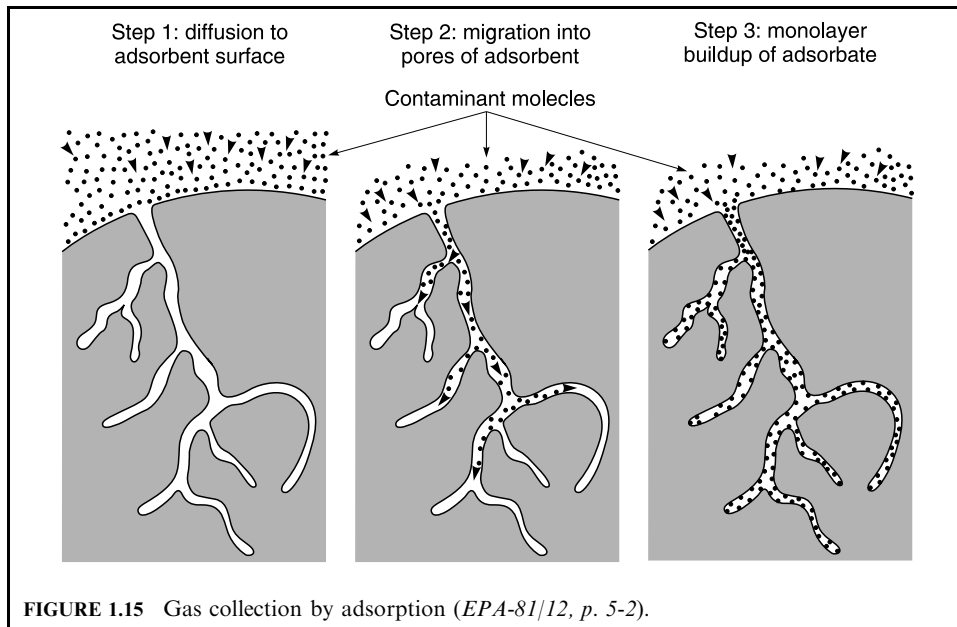 Step 1: diffusion to
adsorbent surface
Step 2: migration into
pores of adsorbent
Step 3: monolayer
buildup of adsorbate
Contaminant molecles
FIGURE 1.15 Gas collection by adsorption (EPA-81/12, p. 5-2).